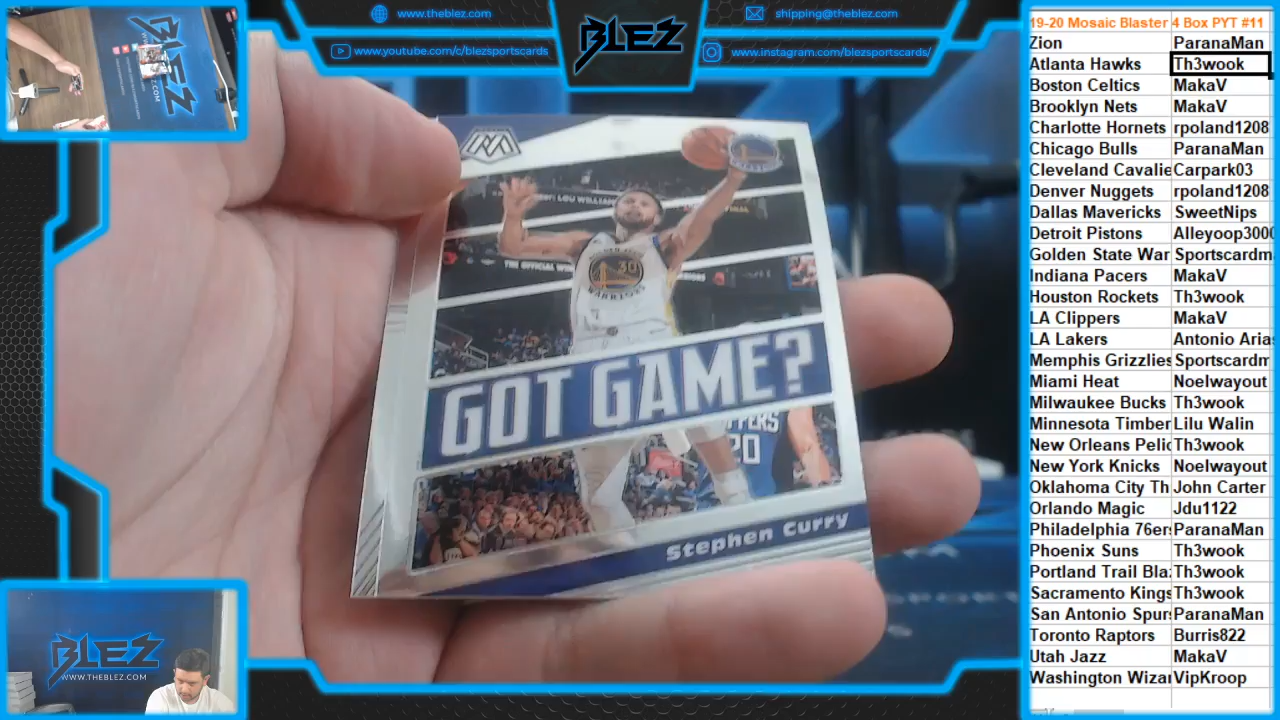 www.theblez.com
shipping@theblez.com
www.youtube.com/c/blezsportscards
www.instagram.com/blezsportscards/
BLEZ
BLEZ
GOT GAME?
Stephen Curry
WARRIORS
30
20
BLEZ
WWW.THEBLEZ.COM
19-20 Mosaic Blaster 4 Box PYT #11
Zion ParanaMan
Atlanta Hawks Th3wook
Boston Celtics MakaV
Brooklyn Nets MakaV
Charlotte Hornets rpoland1208
Chicago Bulls ParanaMan
Cleveland Cavalie Carpark03
Denver Nuggets rpoland1208
Dallas Mavericks SweetNips
Detroit Pistons Alleyoop3000
Golden State War Sportscardm
Indiana Pacers MakaV
Houston Rockets Th3wook
LA Clippers MakaV
LA Lakers Antonio Aria
Memphis Grizzlies Sportscardm
Miami Heat Noelwayout
Milwaukee Bucks Th3wook
Minnesota Timber Lilu Walin
New Orleans Pelic Th3wook
New York Knicks Noelwayout
Oklahoma City Th John Carter
Orlando Magic Jdu1122
Philadelphia 76ers ParanaMan
Phoenix Suns Th3wook
Portland Trail Bla Th3wook
Sacramento Kings Th3wook
San Antonio Spurs ParanaMan
Toronto Raptors Burris822
Utah Jazz MakaV
Washington Wizar VipKroop